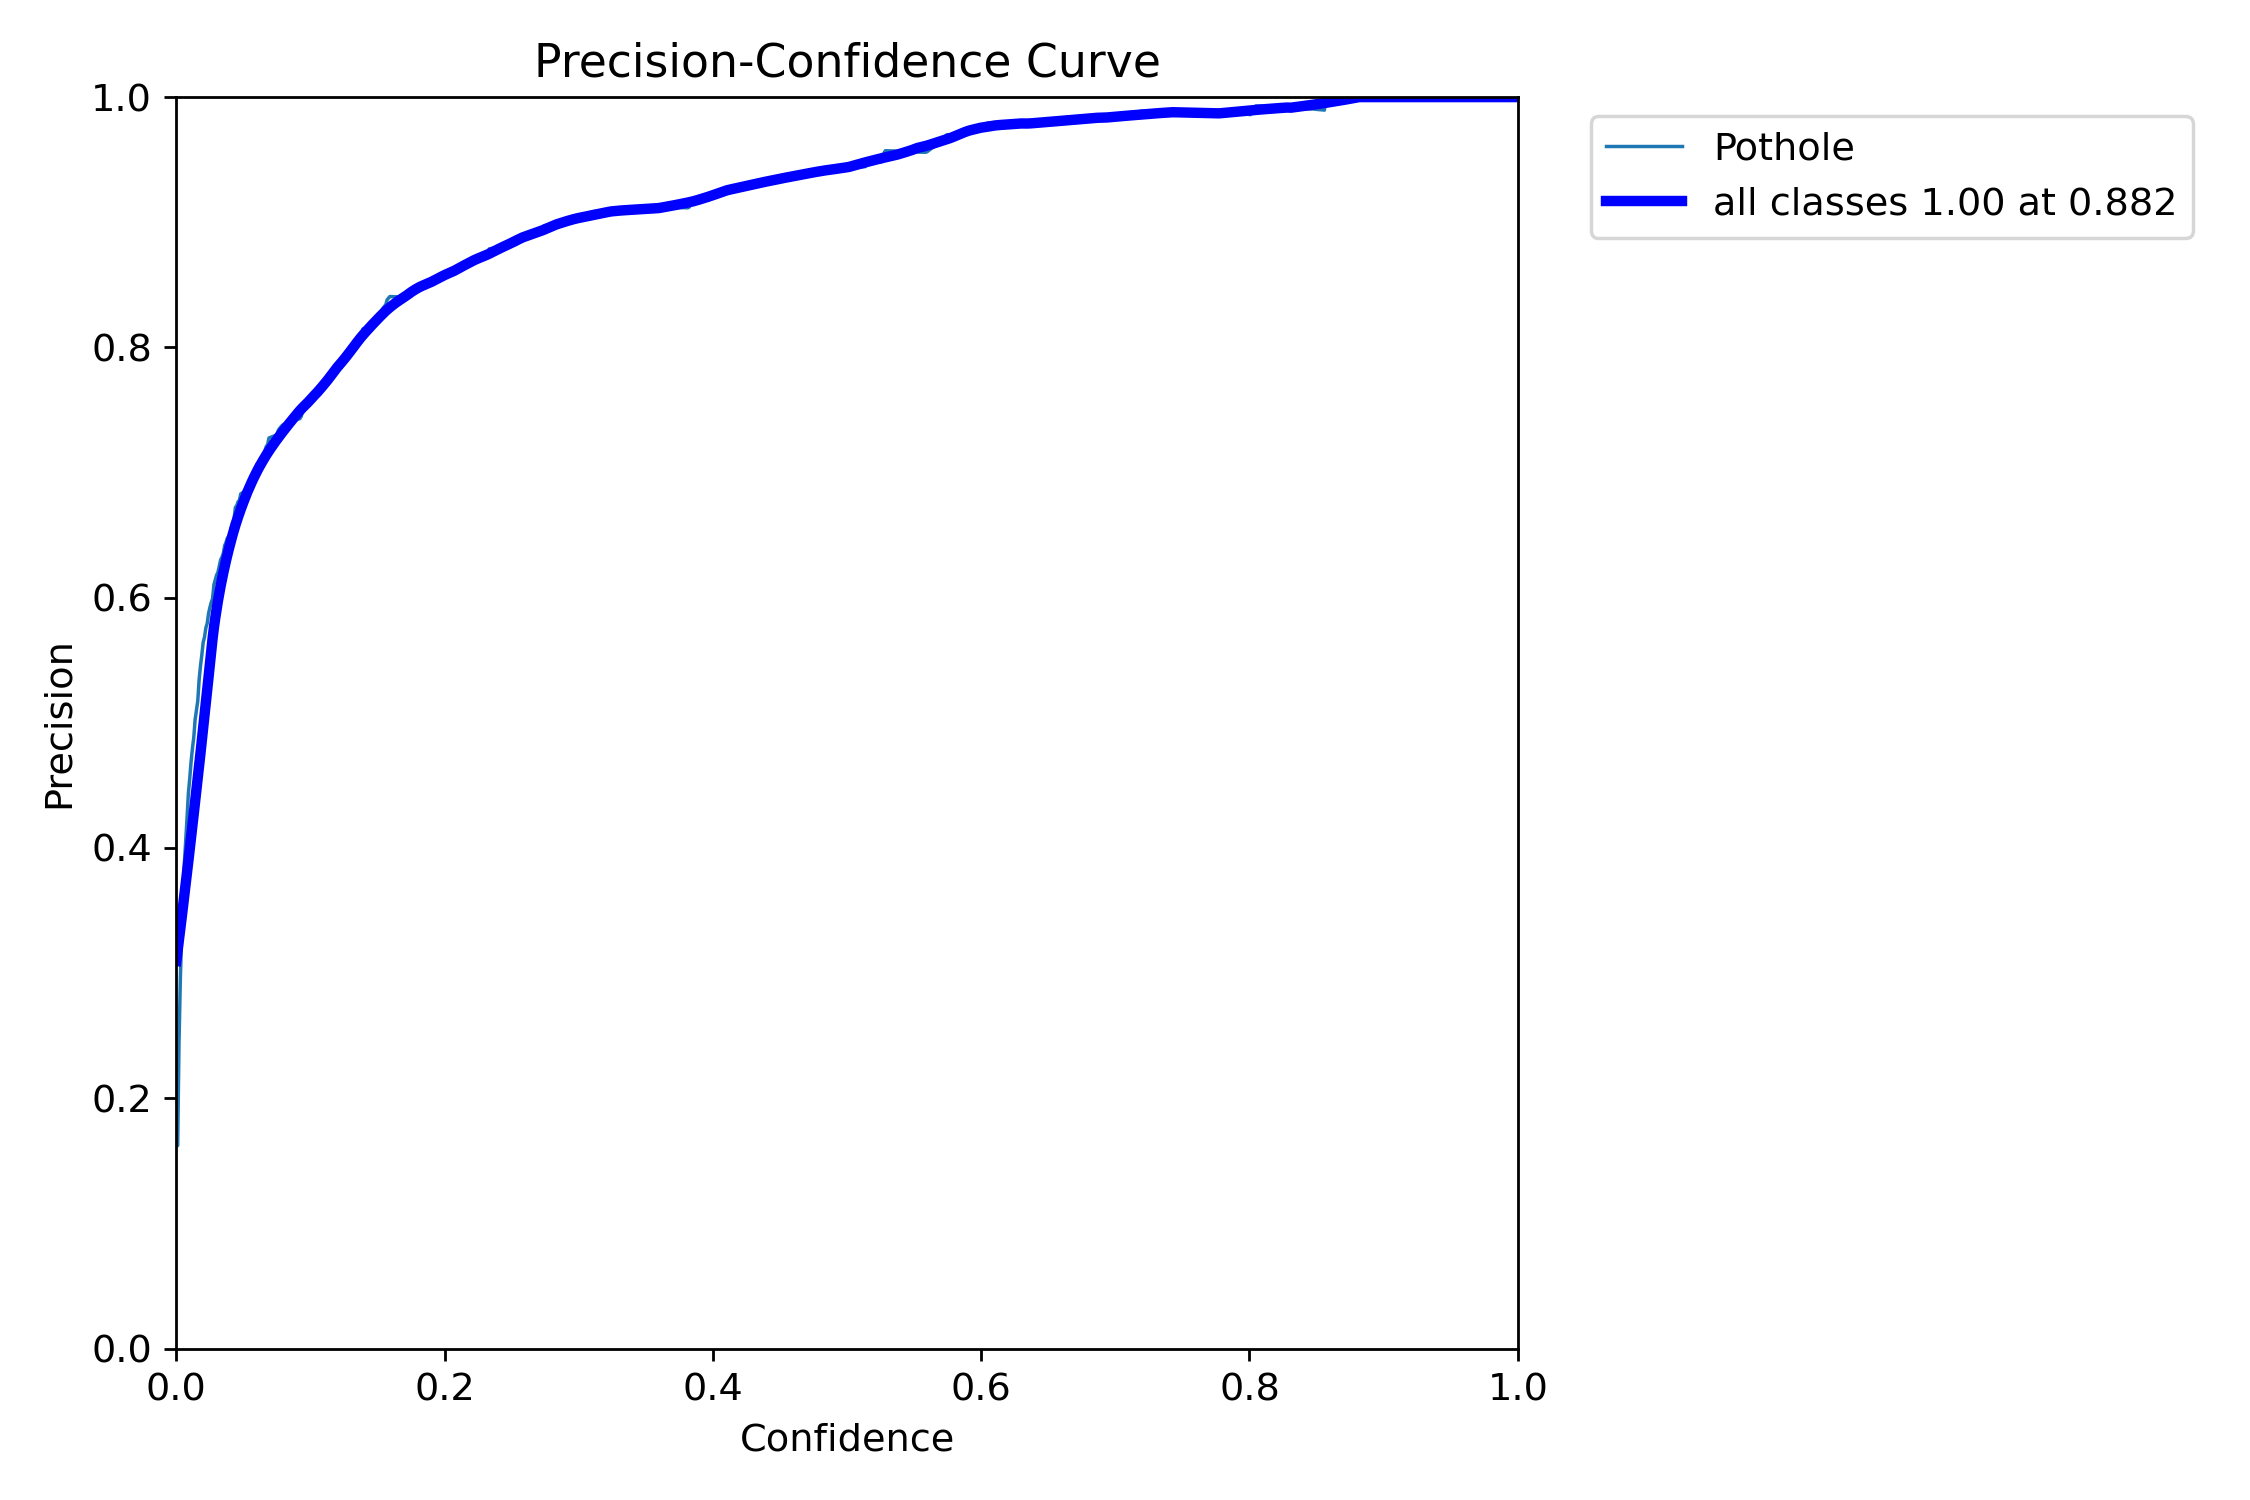 Precision-Confidence Curve
1.0
0.8
0.6
0.4
0.2
0.0
Precision
0.0 0.2 0.4 0.6 0.8 1.0
Confidence
Pothole
all classes 1.00 at 0.882